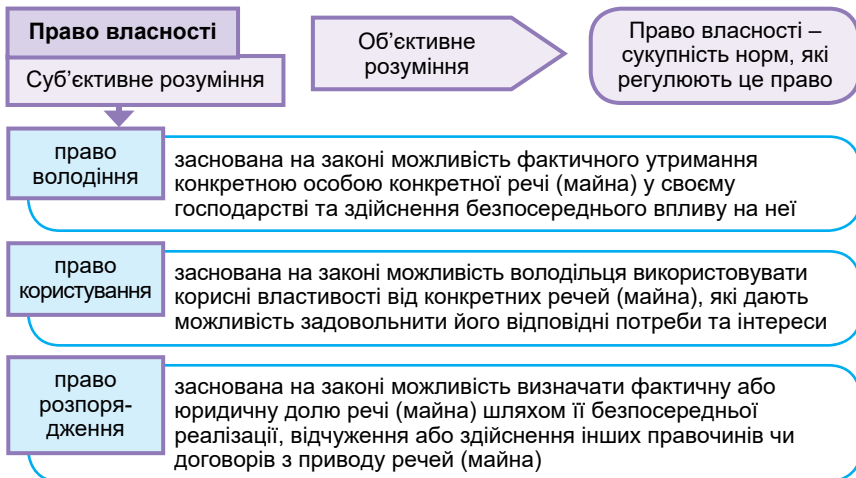 Право власності
Суб’єктивне розуміння
Об’єктивне
розуміння
Право власності –
сукупність норм, які
регулюють це право
право
володіння
заснована на законі можливість фактичного утримання
конкретною особою конкретної речі (майна) у своєму
господарстві та здійснення безпосереднього впливу на неї
право
користування
заснована на законі можливість володільця використовувати
корисні властивості від конкретних речей (майна), які дають
можливість задовольнити його відповідні потреби та інтереси
право
розпоря-
дження
заснована на законі можливість визначати фактичну або
юридичну долю речі (майна) шляхом її безпосередньої
реалізації, відчуження або здійснення інших правочинів чи
договорів з приводу речей (майна)